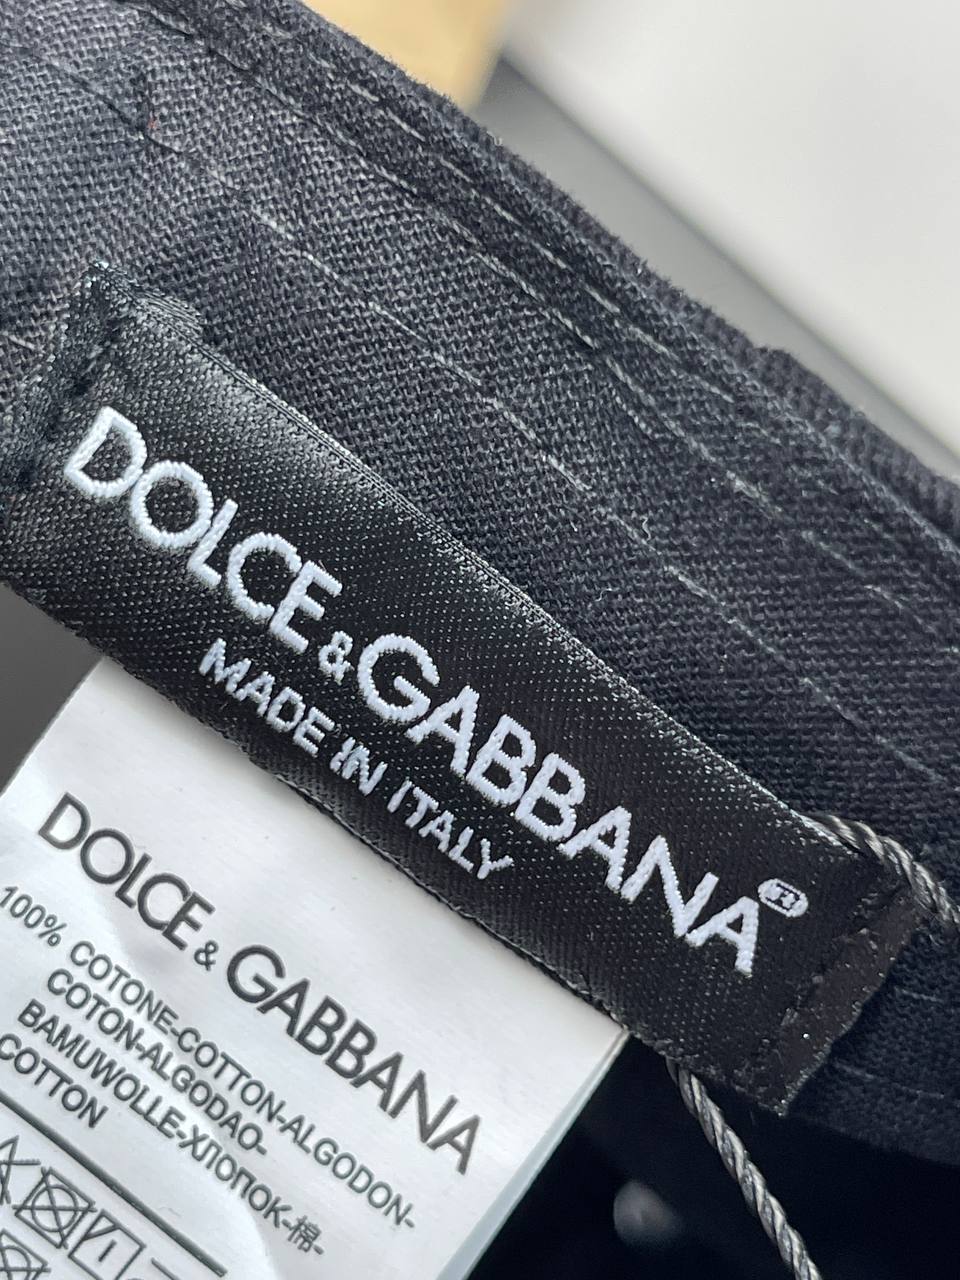 DOLCE&GABBANA
MADE IN ITALY
DOLCE & GABBANA
100% COTONE-COTTON-ALGODON-
COTON-ALGODAO-
BAMUWOLLE-ХЛОПОК-棉-
COTTON